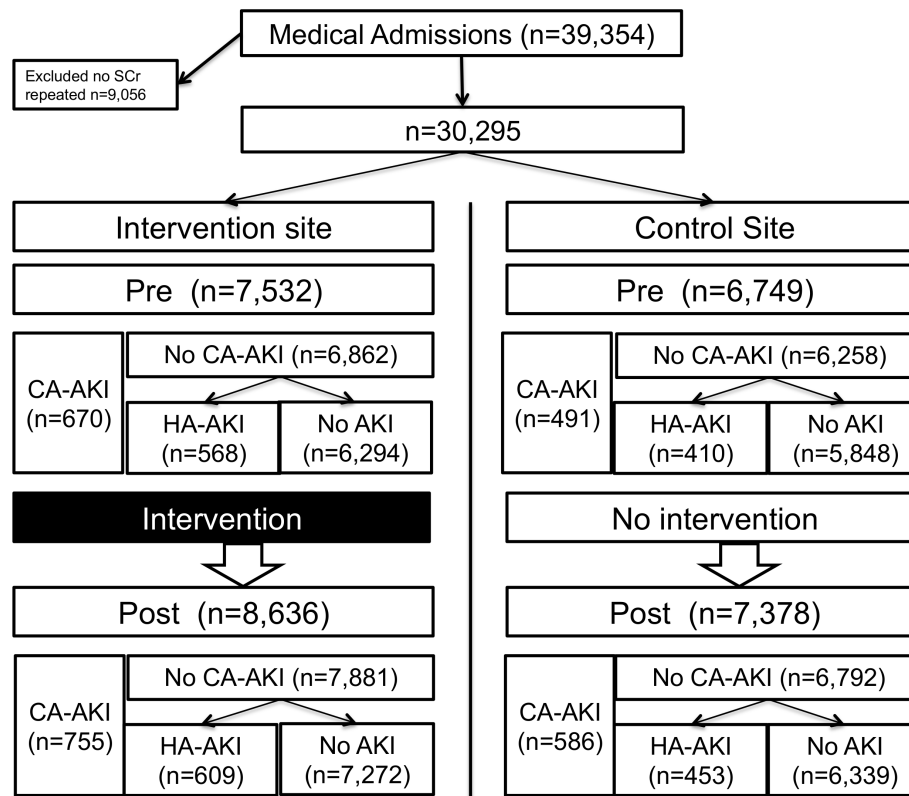 Medical Admissions (n=39,354)
Excluded no SCr
repeated n=9,056
n=30,295
Intervention site
Pre (n=7,532)
No CA-AKI (n=6,862)
CA-AKI
(n=670)
HA-AKI
(n=568)
No AKI
(n=6,294)
Intervention
Post (n=8,636)
No CA-AKI (n=7,881)
CA-AKI
(n=755)
HA-AKI
(n=609)
No AKI
(n=7,272)
Control Site
Pre (n=6,749)
No CA-AKI (n=6,258)
CA-AKI
(n=491)
HA-AKI
(n=410)
No AKI
(n=5,848)
No intervention
Post (n=7,378)
No CA-AKI (n=6,792)
CA-AKI
(n=586)
HA-AKI
(n=453)
No AKI
(n=6,339)